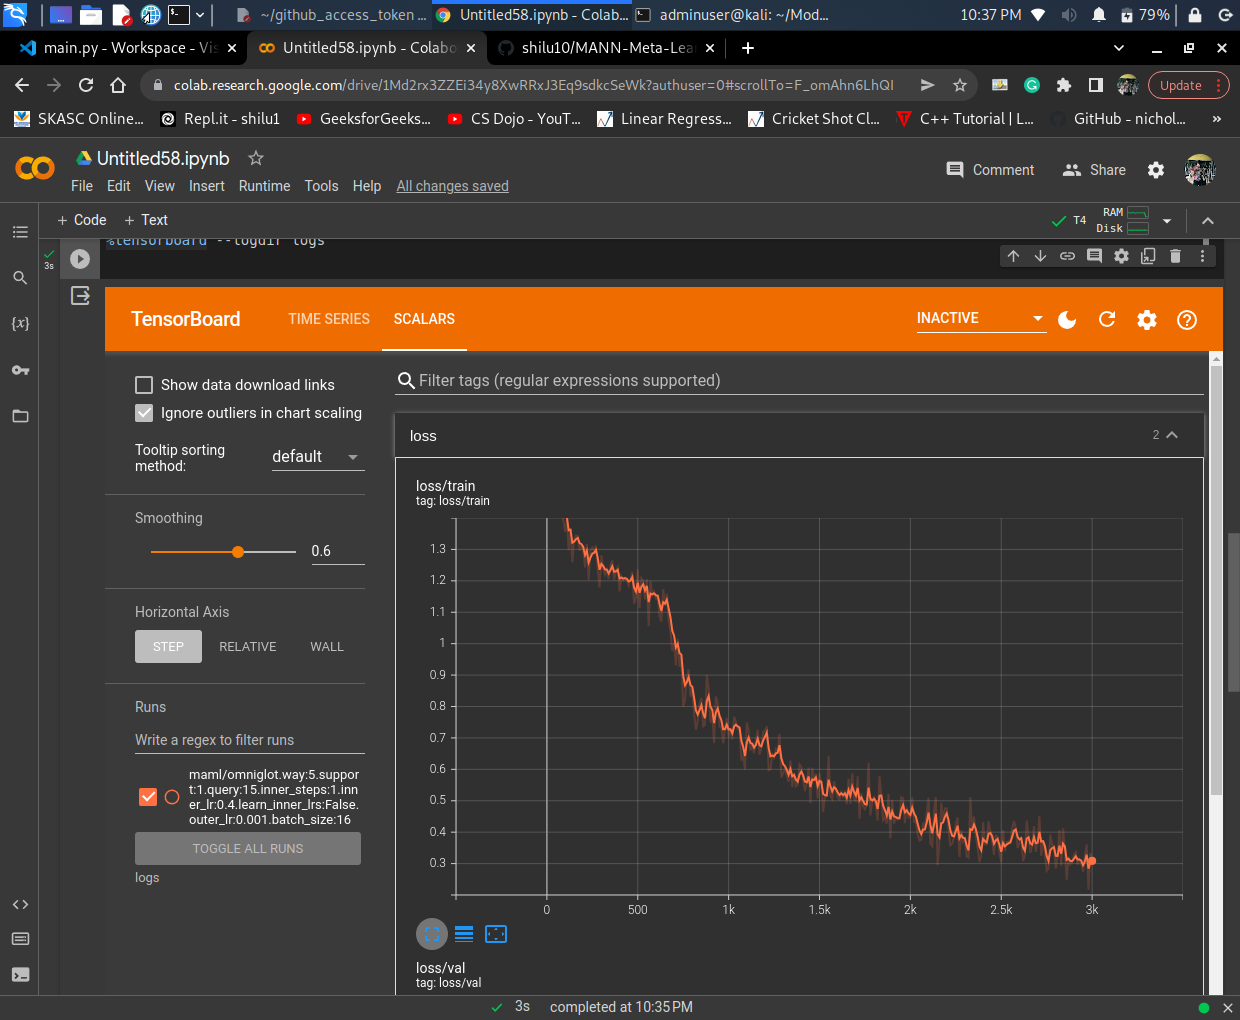 ~/github_access_token ...
Untitled58.ipynb - Colab...
adminuser@kali: ~/Mod...
10:37 PM
79%
main.py - Workspace - Vis
Untitled58.ipynb - Colabo
shilu10/MANN-Meta-Lea
colab.research.google.com/drive/1Md2rx3ZZEi34y8XwRRxJ3Eq9sdkcSeWk?authuser=0#scrollTo=F_omAhn6LhQI
Update
SKASC Online...
Repl.it - shilu1
GeeksforGeeks...
CS Dojo - YouT...
Linear Regress...
Cricket Shot Cl...
C++ Tutorial | L...
GitHub - nichol...
»
Untitled58.ipynb
File Edit View Insert Runtime Tools Help All changes saved
Comment
Share
+ Code + Text
T4
RAM
Disk
%tensorboard --logdir logs
3s
{x}
TensorBoard
TIME SERIES
SCALARS
INACTIVE
Show data download links
Ignore outliers in chart scaling
Tooltip sorting
method:
default
Smoothing
0.6
Horizontal Axis
STEP RELATIVE WALL
Runs
Write a regex to filter runs
maml/omniglot.way:5.suppor
t:1.query:15.inner_steps:1.inn
er_lr:0.4.learn_inner_lrs:False.
outer_lr:0.001.batch_size:16
TOGGLE ALL RUNS
logs
Filter tags (regular expressions supported)
loss
2
loss/train
tag: loss/train
1.3
1.2
1.1
1
0.9
0.8
0.7
0.6
0.5
0.4
0.3
0 500 1k 1.5k 2k 2.5k 3k
loss/val
tag: loss/val
3s completed at 10:35 PM